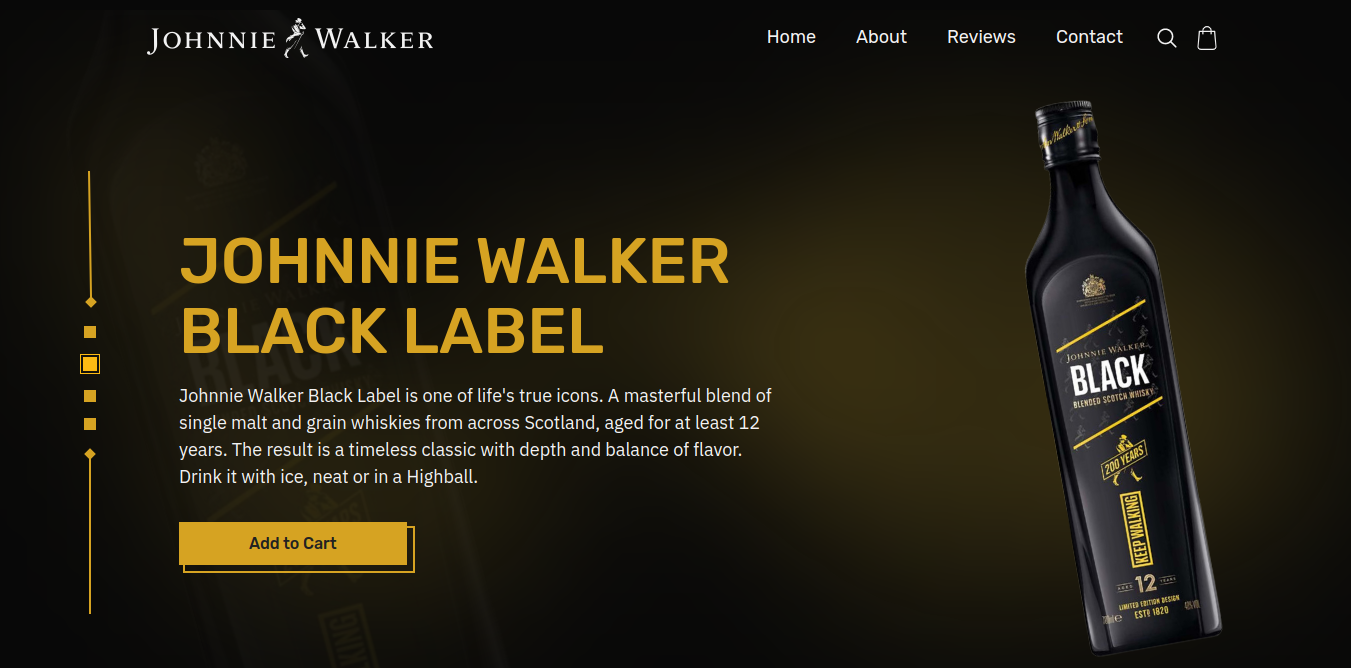 JOHNNIE WALKER
Home About Reviews Contact
JOHNNIE WALKER
BLACK LABEL
Johnnie Walker Black Label is one of life's true icons. A masterful blend of
single malt and grain whiskies from across Scotland, aged for at least 12
years. The result is a timeless classic with depth and balance of flavor.
Drink it with ice, neat or in a Highball.
Add to Cart
JOHNNIE WALKER
BLACK
BLENDED SCOTCH WHISKY
200 YEARS
KEEP WALKING
AGED 12 YEARS
LIMITED EDITION DESIGN
ESTD 1820
BLACK
KEEP WALKING